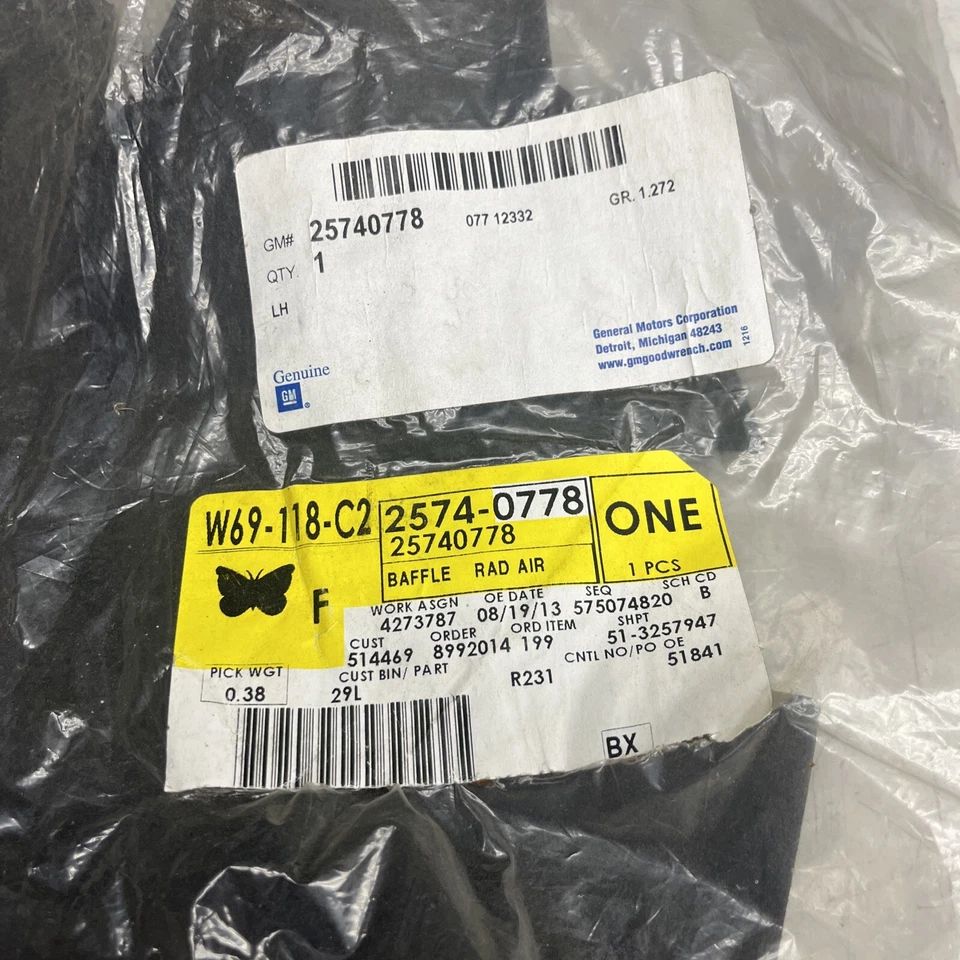 GM# 25740778 077 12332 GR. 1.272
QTY. 1
LH
General Motors Corporation
Detroit, Michigan 48243
www.gmgoodwrench.com
1216
Genuine
GM ®
W69-118-C2 2574-0778 ONE
25740778
BAFFLE RAD AIR 1 PCS
F
WORK ASGN OE DATE SEQ SCH CD
4273787 08/19/13 575074820 B
CUST ORDER ORD ITEM SHPT
514469 8992014 199 51-3257947
PICK WGT CUST BIN/ PART CNTL NO/PO OE
0.38 29L R231 51841
BX